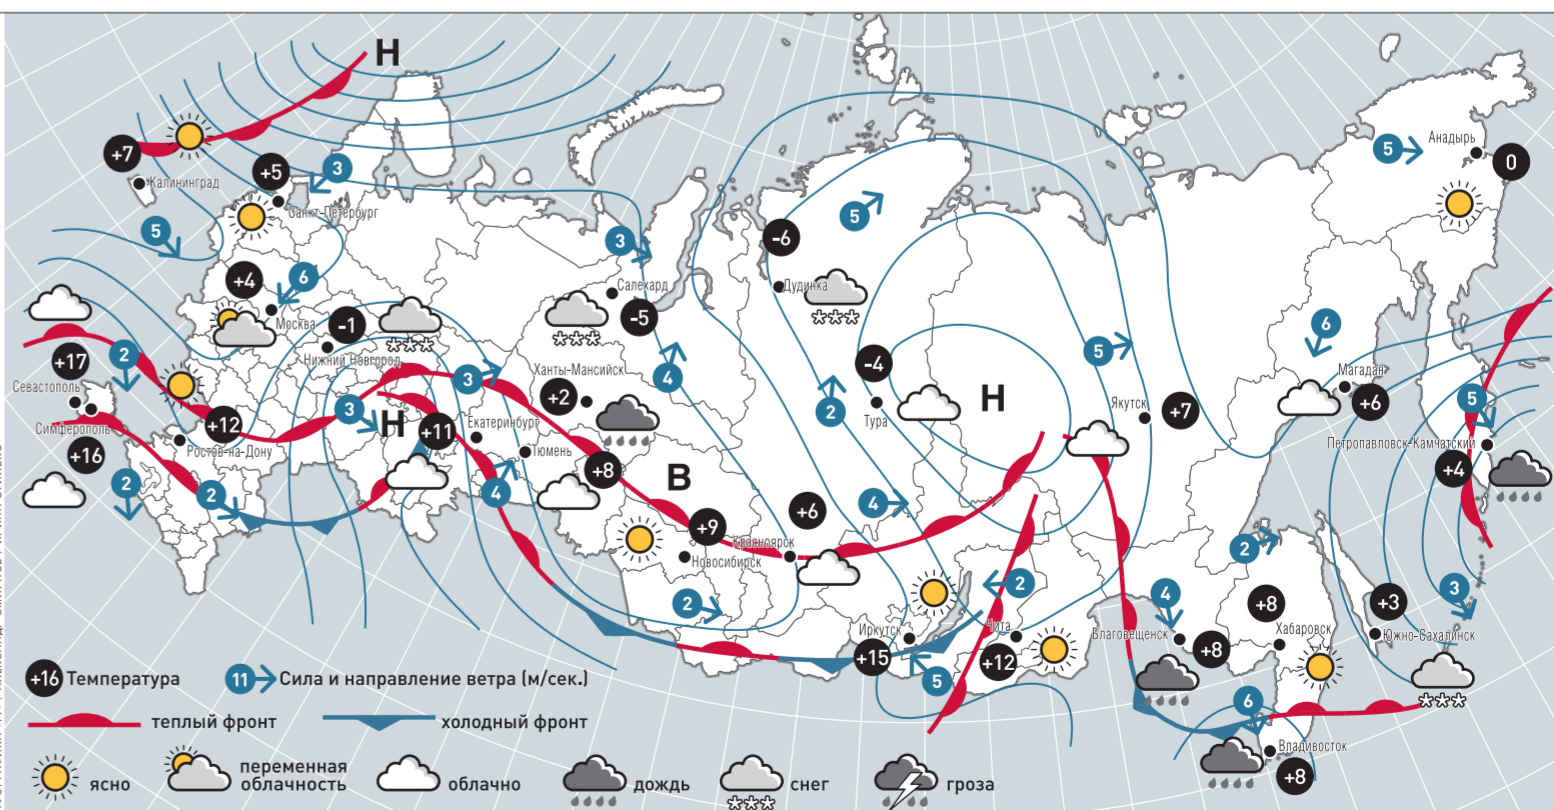 Н
+7
Калининград
+5
3
Санкт-Петербург
5
+4
6
Москва
-1
Нижний Новгород
3
Салехард
-5
-6
Дудинка
5
5
Анадырь
0
+17
2
Севастополь
Симферополь
+16
2
2
+12
Ростов-на-Дону
3
Н
+11
3
Екатеринбург
Тюмень
4
Ханты-Мансийск
+2
+8
4
2
-4
Тура
Н
5
Якутск
+7
6
Магадан
+6
5
Петропавловск-Камчатский
+4
В
+9
Новосибирск
+6
Красноярск
4
2
Иркутск
+15
5
2
Чита
+12
4
Благовещенск
+8
2
+8
Хабаровск
+3
Южно-Сахалинск
3
6
Владивосток
+8
+16 Температура
11 Сила и направление ветра (м/сек.)
теплый фронт
холодный фронт
ясно
переменная
облачность
облачно
дождь
снег
гроза